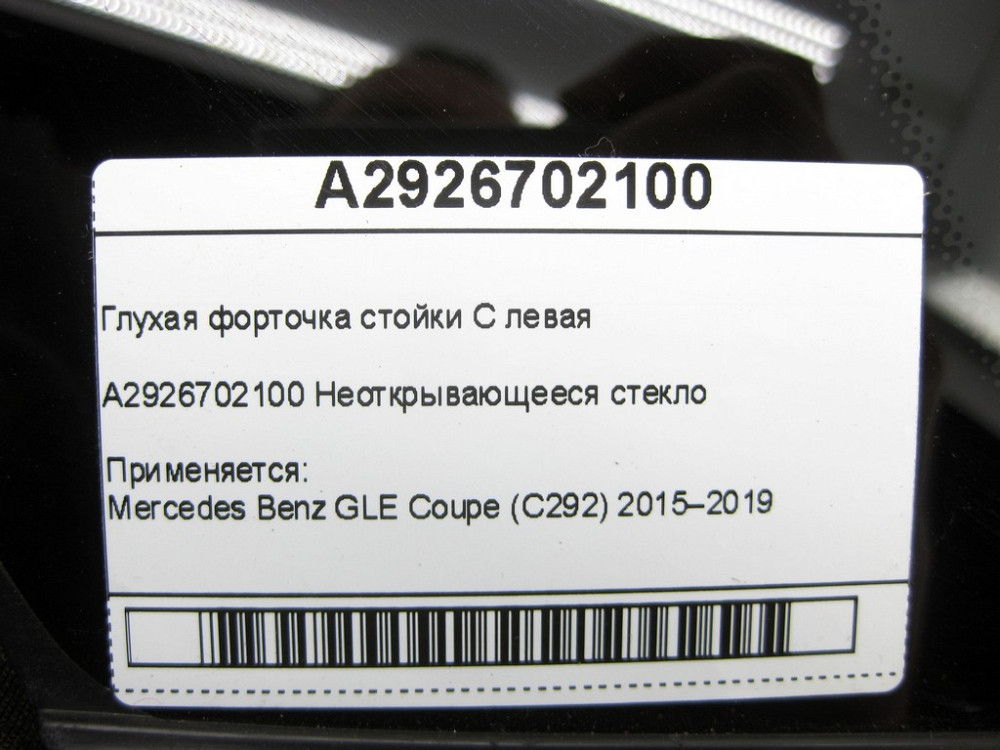 A2926702100
Глухая форточка стойки С левая
A2926702100 Неоткрывающееся стекло
Применяется:
Mercedes Benz GLE Coupe (C292) 2015–2019